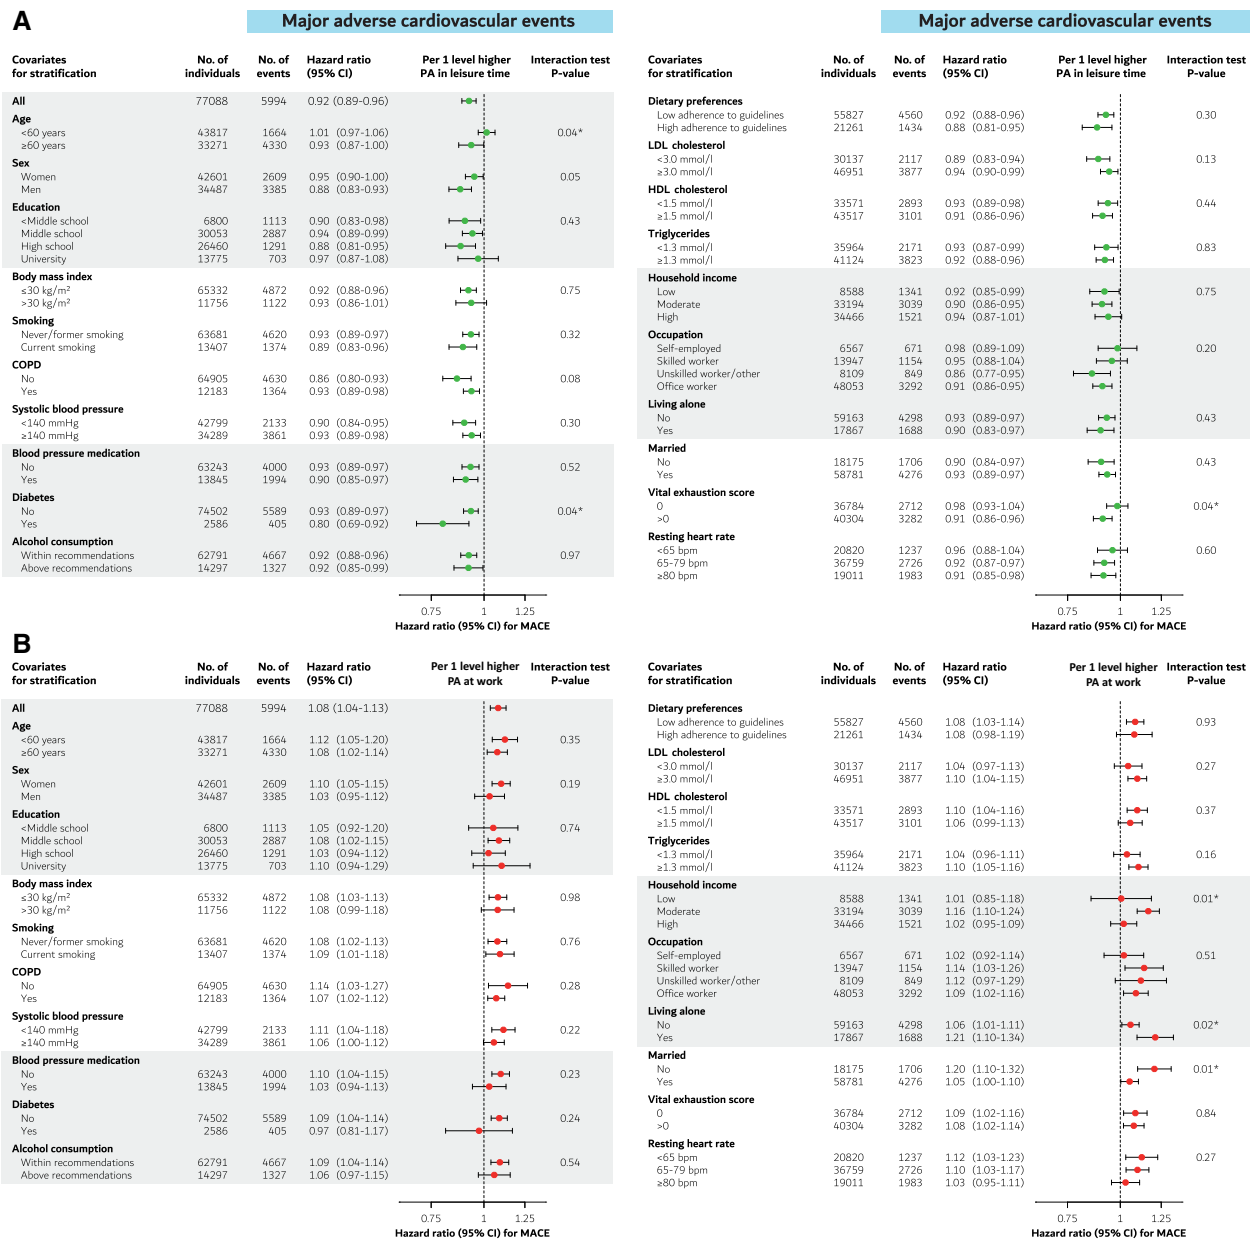 A
Major adverse cardiovascular events
Covariates for stratification No. of individuals No. of events Hazard ratio (95% CI) Per 1 level higher PA in leisure time Interaction test P-value
All 77088 5994 0.92 (0.89-0.96)
Age
<60 years 43817 1664 1.01 (0.97-1.06) 0.04*
≥60 years 33271 4330 0.93 (0.87-1.00)
Sex
Women 42601 2609 0.95 (0.90-1.00) 0.05
Men 34487 3385 0.88 (0.83-0.93)
Education
<Middle school 6800 1113 0.90 (0.83-0.98) 0.43
Middle school 30053 2887 0.94 (0.89-0.99)
High school 26460 1291 0.88 (0.81-0.95)
University 13775 703 0.97 (0.87-1.08)
Body mass index
≤30 kg/m² 65332 4872 0.92 (0.88-0.96) 0.75
>30 kg/m² 11756 1122 0.93 (0.86-1.01)
Smoking
Never/former smoking 63681 4620 0.93 (0.89-0.97) 0.32
Current smoking 13407 1374 0.89 (0.83-0.96)
COPD
No 64905 4630 0.86 (0.80-0.93) 0.08
Yes 12183 1364 0.93 (0.89-0.98)
Systolic blood pressure
<140 mmHg 42799 2133 0.90 (0.84-0.95) 0.30
≥140 mmHg 34289 3861 0.93 (0.89-0.98)
Blood pressure medication
No 63243 4000 0.93 (0.89-0.97) 0.52
Yes 13845 1994 0.90 (0.85-0.97)
Diabetes
No 74502 5589 0.93 (0.89-0.97) 0.04*
Yes 2586 405 0.80 (0.69-0.92)
Alcohol consumption
Within recommendations 62791 4667 0.92 (0.88-0.96) 0.97
Above recommendations 14297 1327 0.92 (0.85-0.99)
0.75 1 1.25
Hazard ratio (95% CI) for MACE
Major adverse cardiovascular events
Covariates for stratification No. of individuals No. of events Hazard ratio (95% CI) Per 1 level higher PA in leisure time Interaction test P-value
Dietary preferences
Low adherence to guidelines 55827 4560 0.92 (0.88-0.96) 0.30
High adherence to guidelines 21261 1434 0.88 (0.81-0.95)
LDL cholesterol
<3.0 mmol/l 30137 2117 0.89 (0.83-0.94) 0.13
≥3.0 mmol/l 46951 3877 0.94 (0.90-0.99)
HDL cholesterol
<1.5 mmol/l 33571 2893 0.93 (0.89-0.98) 0.44
≥1.5 mmol/l 43517 3101 0.91 (0.86-0.96)
Triglycerides
<1.3 mmol/l 35964 2171 0.93 (0.87-0.99) 0.83
≥1.3 mmol/l 41124 3823 0.92 (0.88-0.96)
Household income
Low 8588 1341 0.92 (0.85-0.99) 0.75
Moderate 33194 3039 0.90 (0.86-0.95)
High 34466 1521 0.94 (0.87-1.01)
Occupation
Self-employed 6567 671 0.98 (0.89-1.09) 0.20
Skilled worker 13947 1154 0.95 (0.88-1.04)
Unskilled worker/other 8109 849 0.86 (0.77-0.95)
Office worker 48053 3292 0.91 (0.86-0.95)
Living alone
No 59163 4298 0.93 (0.89-0.97) 0.43
Yes 17867 1688 0.90 (0.83-0.97)
Married
No 18175 1706 0.90 (0.84-0.97) 0.43
Yes 58781 4276 0.93 (0.89-0.97)
Vital exhaustion score
0 36784 2712 0.98 (0.93-1.04) 0.04*
>0 40304 3282 0.91 (0.86-0.96)
Resting heart rate
<65 bpm 20820 1237 0.96 (0.88-1.04) 0.60
65-79 bpm 36759 2726 0.92 (0.87-0.97)
≥80 bpm 19011 1983 0.91 (0.85-0.98)
0.75 1 1.25
Hazard ratio (95% CI) for MACE
B
Covariates for stratification No. of individuals No. of events Hazard ratio (95% CI) Per 1 level higher PA at work Interaction test P-value
All 77088 5994 1.08 (1.04-1.13)
Age
<60 years 43817 1664 1.12 (1.05-1.20) 0.35
≥60 years 33271 4330 1.08 (1.02-1.14)
Sex
Women 42601 2609 1.10 (1.05-1.15) 0.19
Men 34487 3385 1.03 (0.95-1.12)
Education
<Middle school 6800 1113 1.05 (0.92-1.20) 0.74
Middle school 30053 2887 1.08 (1.02-1.15)
High school 26460 1291 1.03 (0.94-1.12)
University 13775 703 1.10 (0.94-1.29)
Body mass index
≤30 kg/m² 65332 4872 1.08 (1.03-1.13) 0.98
>30 kg/m² 11756 1122 1.08 (0.99-1.18)
Smoking
Never/former smoking 63681 4620 1.08 (1.02-1.13) 0.76
Current smoking 13407 1374 1.09 (1.01-1.18)
COPD
No 64905 4630 1.14 (1.03-1.27) 0.28
Yes 12183 1364 1.07 (1.02-1.12)
Systolic blood pressure
<140 mmHg 42799 2133 1.11 (1.04-1.18) 0.22
≥140 mmHg 34289 3861 1.06 (1.00-1.12)
Blood pressure medication
No 63243 4000 1.10 (1.04-1.15) 0.23
Yes 13845 1994 1.03 (0.94-1.13)
Diabetes
No 74502 5589 1.09 (1.04-1.14) 0.24
Yes 2586 405 0.97 (0.81-1.17)
Alcohol consumption
Within recommendations 62791 4667 1.09 (1.04-1.14) 0.54
Above recommendations 14297 1327 1.06 (0.97-1.15)
0.75 1 1.25
Hazard ratio (95% CI) for MACE
Covariates for stratification No. of individuals No. of events Hazard ratio (95% CI) Per 1 level higher PA at work Interaction test P-value
Dietary preferences
Low adherence to guidelines 55827 4560 1.08 (1.03-1.14) 0.93
High adherence to guidelines 21261 1434 1.08 (0.98-1.19)
LDL cholesterol
<3.0 mmol/l 30137 2117 1.04 (0.97-1.13) 0.27
≥3.0 mmol/l 46951 3877 1.10 (1.04-1.15)
HDL cholesterol
<1.5 mmol/l 33571 2893 1.10 (1.04-1.16) 0.37
≥1.5 mmol/l 43517 3101 1.06 (0.99-1.13)
Triglycerides
<1.3 mmol/l 35964 2171 1.04 (0.96-1.11) 0.16
≥1.3 mmol/l 41124 3823 1.10 (1.05-1.16)
Household income
Low 8588 1341 1.01 (0.85-1.18) 0.01*
Moderate 33194 3039 1.16 (1.10-1.24)
High 34466 1521 1.02 (0.95-1.09)
Occupation
Self-employed 6567 671 1.02 (0.92-1.14) 0.51
Skilled worker 13947 1154 1.14 (1.03-1.26)
Unskilled worker/other 8109 849 1.12 (0.97-1.29)
Office worker 48053 3292 1.09 (1.02-1.16)
Living alone
No 59163 4298 1.06 (1.01-1.11) 0.02*
Yes 17867 1688 1.21 (1.10-1.34)
Married
No 18175 1706 1.20 (1.10-1.32) 0.01*
Yes 58781 4276 1.05 (1.00-1.10)
Vital exhaustion score
0 36784 2712 1.09 (1.02-1.16) 0.84
>0 40304 3282 1.08 (1.02-1.14)
Resting heart rate
<65 bpm 20820 1237 1.12 (1.03-1.23) 0.27
65-79 bpm 36759 2726 1.10 (1.03-1.17)
≥80 bpm 19011 1983 1.03 (0.95-1.11)
0.75 1 1.25
Hazard ratio (95% CI) for MACE